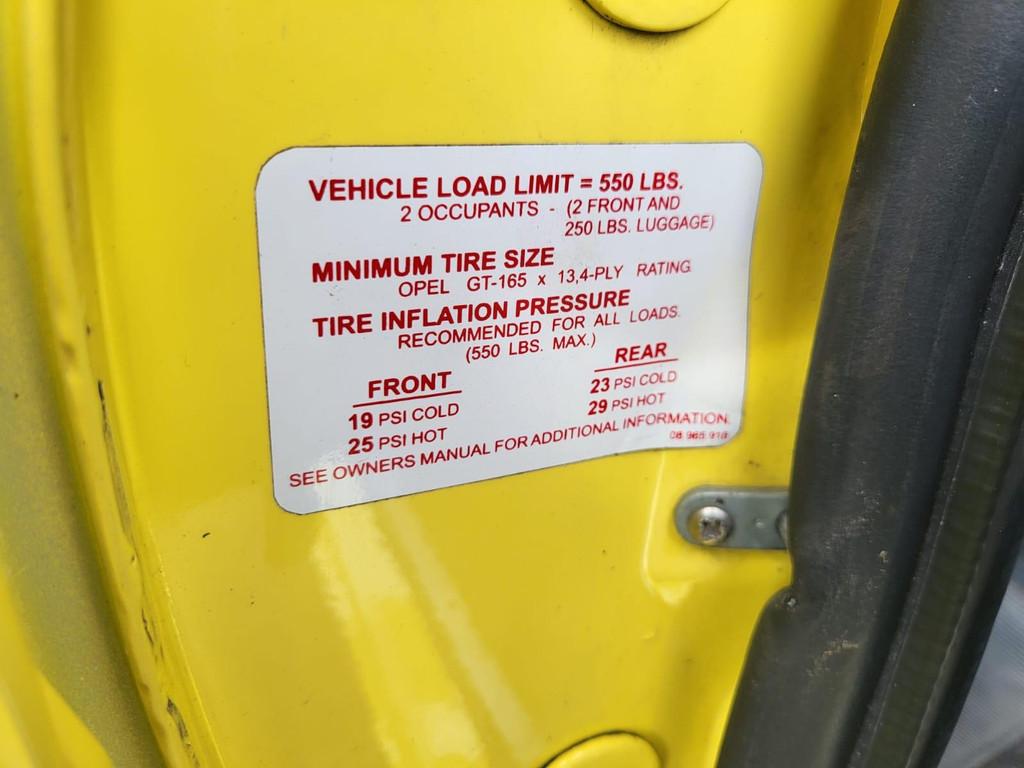 VEHICLE LOAD LIMIT = 550 LBS.
2 OCCUPANTS - (2 FRONT AND
250 LBS. LUGGAGE)
MINIMUM TIRE SIZE
OPEL GT-165 x 13,4-PLY RATING
TIRE INFLATION PRESSURE
RECOMMENDED FOR ALL LOADS.
(550 LBS. MAX.)
FRONT
19 PSI COLD
25 PSI HOT
REAR
23 PSI COLD
29 PSI HOT
SEE OWNERS MANUAL FOR ADDITIONAL INFORMATION.